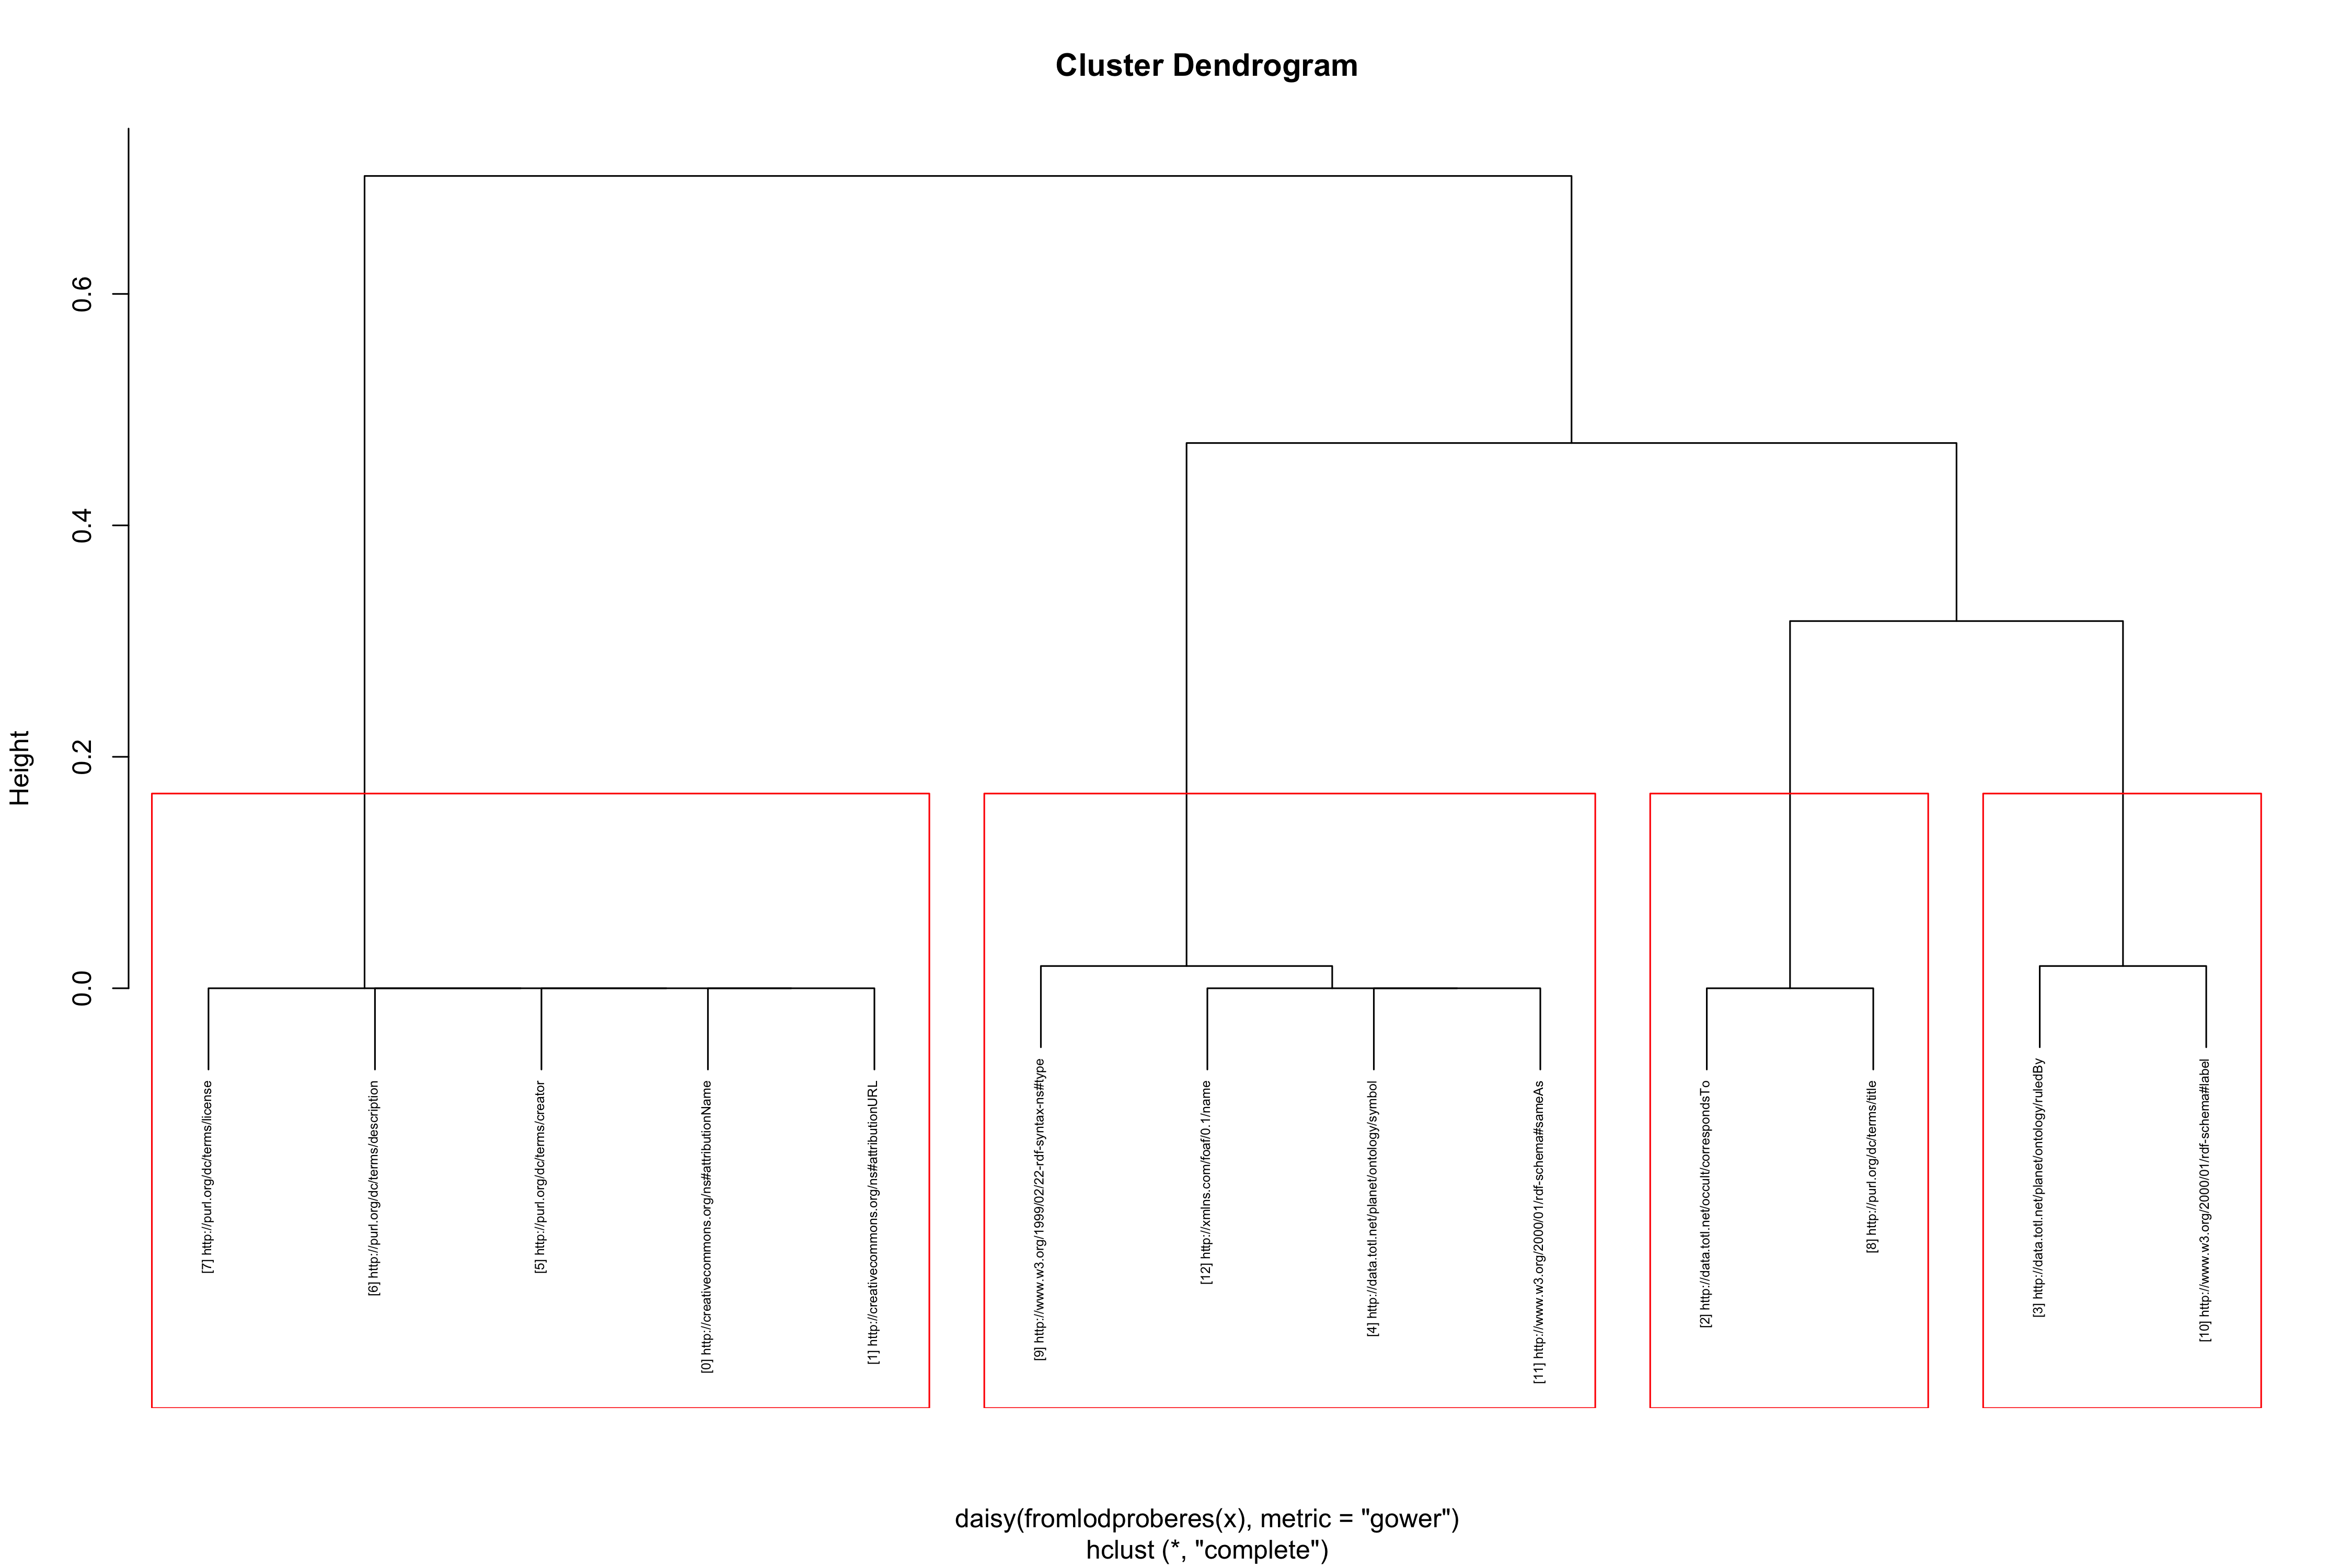 Cluster Dendrogram
Height
0.6
0.4
0.2
0.0
[7] http://purl.org/dc/terms/license
[6] http://purl.org/dc/terms/description
[5] http://purl.org/dc/terms/creator
[0] http://creativecommons.org/ns#attributionName
[1] http://creativecommons.org/ns#attributionURL
[9] http://www.w3.org/1999/02/22-rdf-syntax-ns#type
[12] http://xmlns.com/foaf/0.1/name
[4] http://data.totl.net/planet/ontology/symbol
[11] http://www.w3.org/2000/01/rdf-schema#sameAs
[2] http://data.totl.net/occult/correspondsTo
[8] http://purl.org/dc/terms/title
[3] http://data.totl.net/planet/ontology/ruledBy
[10] http://www.w3.org/2000/01/rdf-schema#label
daisy(fromlodproberes(x), metric = "gower")
hclust (*, "complete")